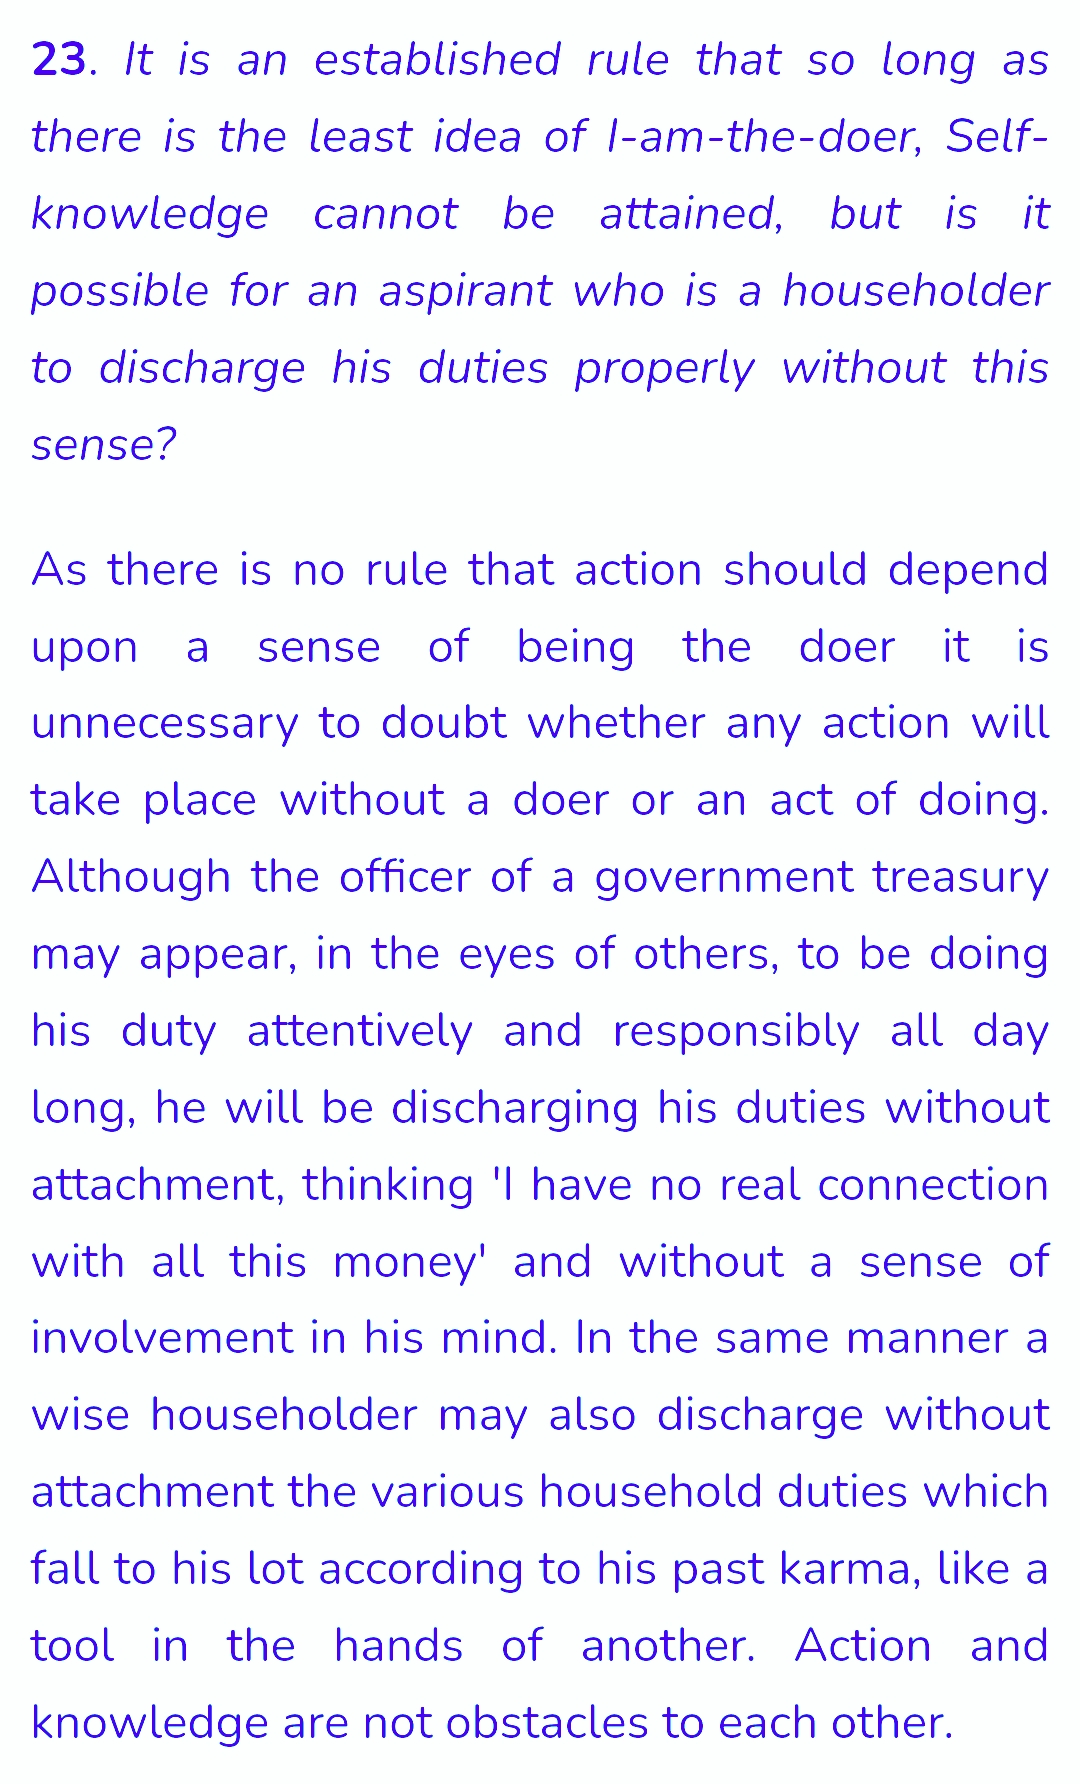 23. It is an established rule that so long as
there is the least idea of I-am-the-doer, Self-
knowledge cannot be attained, but is it
possible for an aspirant who is a householder
to discharge his duties properly without this
sense?
As there is no rule that action should depend
upon a sense of being the doer it is
unnecessary to doubt whether any action will
take place without a doer or an act of doing.
Although the officer of a government treasury
may appear, in the eyes of others, to be doing
his duty attentively and responsibly all day
long, he will be discharging his duties without
attachment, thinking 'I have no real connection
with all this money' and without a sense of
involvement in his mind. In the same manner a
wise householder may also discharge without
attachment the various household duties which
fall to his lot according to his past karma, like a
tool in the hands of another. Action and
knowledge are not obstacles to each other.